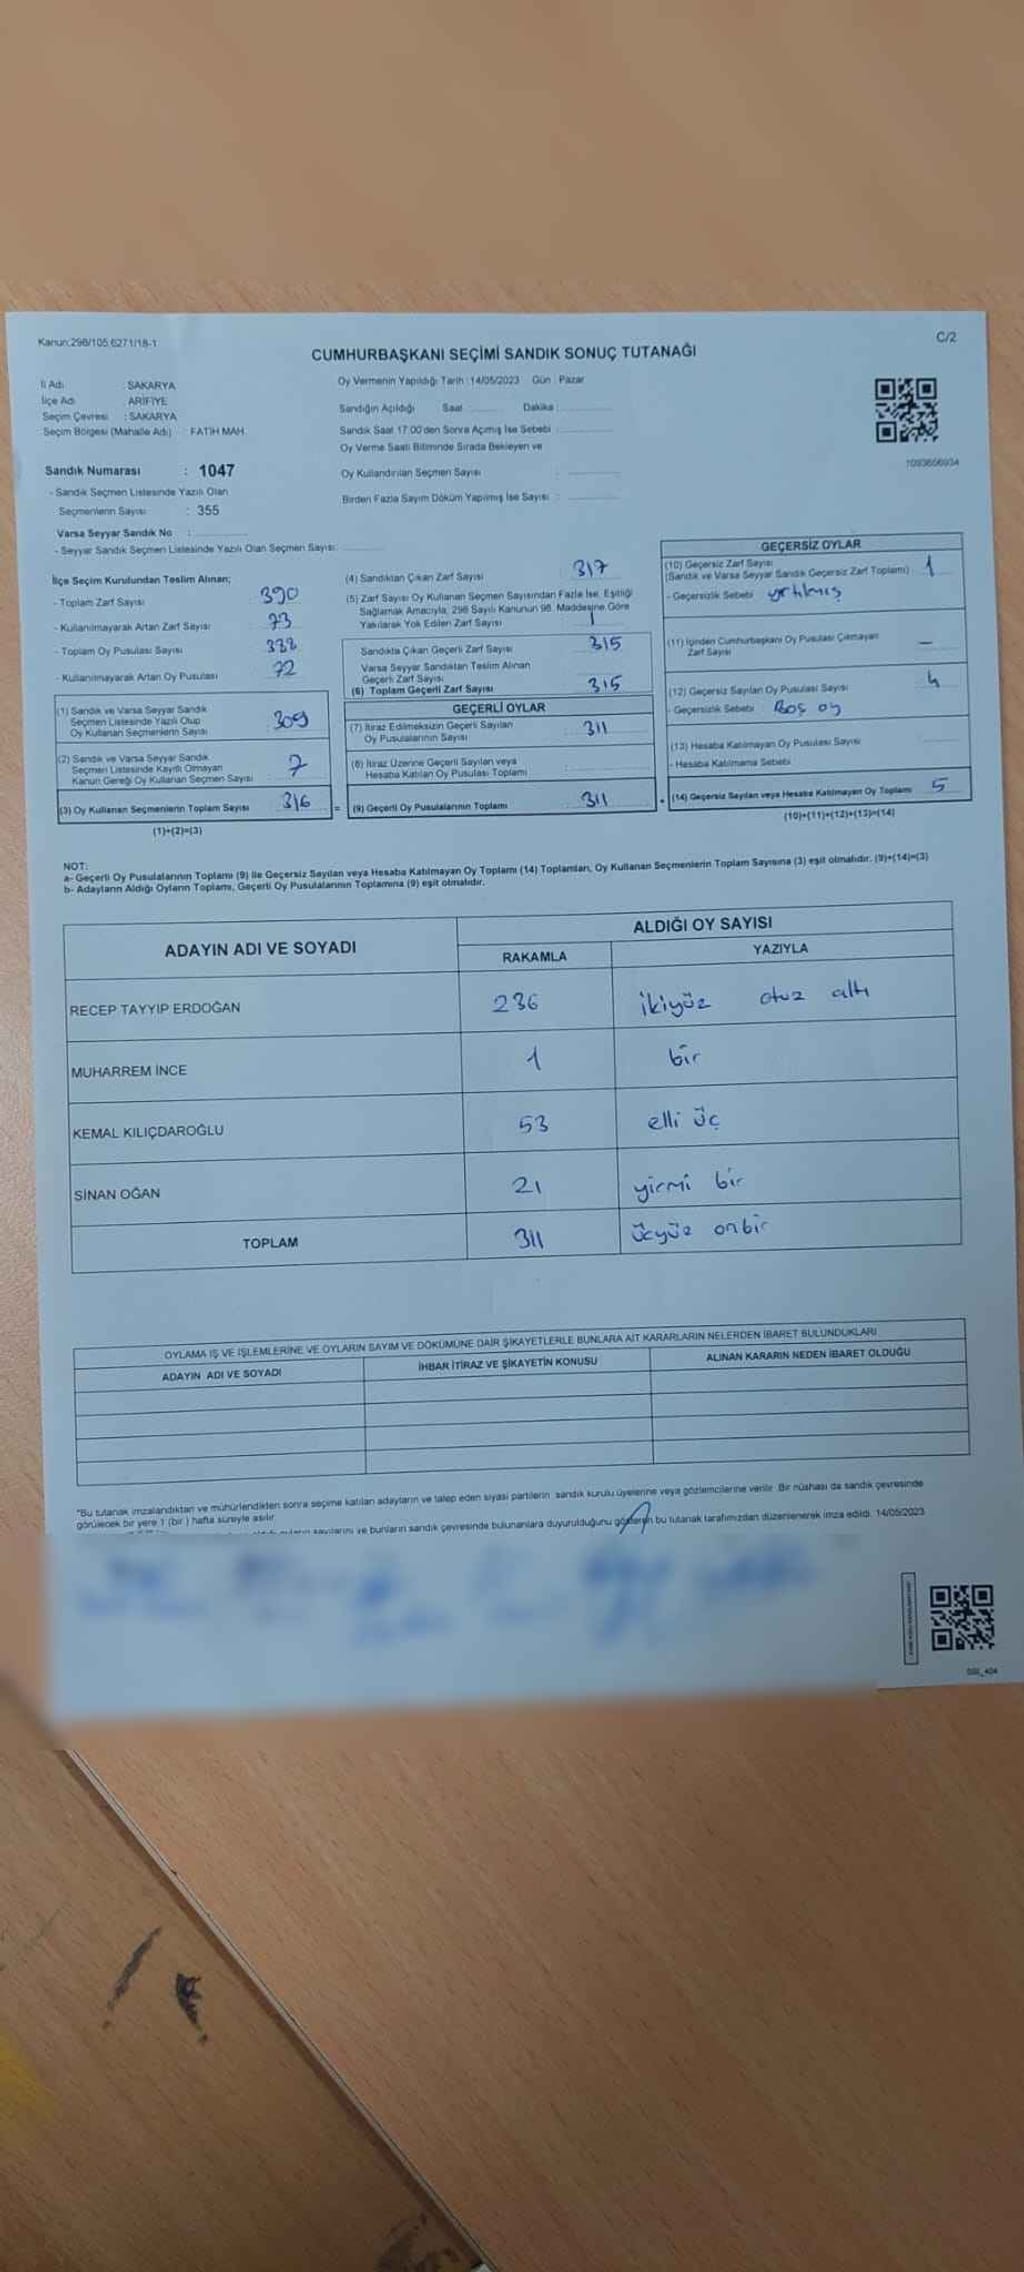 Kanun:298/105.6271/18-1
C/2
CUMHURBAŞKANI SEÇİMİ SANDIK SONUÇ TUTANAĞI
İl Adı : SAKARYA
İlçe Adı : ARİFİYE
Seçim Çevresi : SAKARYA
Seçim Bölgesi (Mahalle Adı) : FATİH MAH.
Sandık Numarası : 1047
- Sandık Seçmen Listesinde Yazılı Olan
Seçmenlerin Sayısı : 355
Varsa Seyyar Sandık No :
- Seyyar Sandık Seçmen Listesinde Yazılı Olan Seçmen Sayısı:
Oy Vermenin Yapıldığı Tarih : 14/05/2023 Gün : Pazar
Sandığın Açıldığı Saat Dakika :
Sandık Saat 17:00'den Sonra Açımış İse Sebebi :
Oy Verme Saati Bitiminde Sırada Bekleyen ve
Oy Kullandırılan Seçmen Sayısı :
Birden Fazla Sayım Döküm Yapılmış İse Sayısı :
1093656934
İlçe Seçim Kurulundan Teslim Alınan;
- Toplam Zarf Sayısı 390
- Kullanılmayarak Artan Zarf Sayısı 73
- Toplam Oy Pusulası Sayısı 388
- Kullanılmayarak Artan Oy Pusulası 72
(1) Sandık ve Varsa Seyyar Sandık
Seçmen Listesinde Yazılı Olup
Oy Kullanan Seçmenlerin Sayısı 309
(2) Sandık ve Varsa Seyyar Sandık
Seçmen Listesinde Kayıtlı Olmayan
Kanun Gereği Oy Kullanan Seçmen Sayısı 7
(3) Oy Kullanan Seçmenlerin Toplam Sayısı 316 =
(1)+(2)=(3)
(4) Sandıktan Çıkan Zarf Sayısı 317
(5) Zarf Sayısı Oy Kullanan Seçmen Sayısından Fazla İse, Eşitliği
Sağlamak Amacıyla, 298 Sayılı Kanunun 98. Maddesine Göre
Yakılarak Yok Edilen Zarf Sayısı 1
Sandıkta Çıkan Geçerli Zarf Sayısı 315
Varsa Seyyar Sandıktan Teslim Alınan
Geçerli Zarf Sayısı
(6) Toplam Geçerli Zarf Sayısı 315
GEÇERLİ OYLAR
(7) İtiraz Edilmeksizin Geçerli Sayılan
Oy Pusulalarının Sayısı 311
(8) İtiraz Üzerine Geçerli Sayılan veya
Hesaba Katılan Oy Pusulası Toplamı :
(9) Geçerli Oy Pusulalarının Toplamı 311 +
GEÇERSİZ OYLAR
(10) Geçersiz Zarf Sayısı
(Sandık ve Varsa Seyyar Sandık Geçersiz Zarf Toplamı) 1
- Geçersizlik Sebebi yırtılmış
(11) İçinden Cumhurbaşkanı Oy Pusulası Çıkmayan
Zarf Sayısı —
(12) Geçersiz Sayılan Oy Pusulası Sayısı 4
- Geçersizlik Sebebi Boş oy
(13) Hesaba Katılmayan Oy Pusulası Sayısı
- Hesaba Katılmama Sebebi
(14) Geçersiz Sayılan veya Hesaba Katılmayan Oy Toplamı 5
(10)+(11)+(12)+(13)=(14)
NOT:
a- Geçerli Oy Pusulalarının Toplamı (9) ile Geçersiz Sayılan veya Hesaba Katılmayan Oy Toplamı (14) Toplamları, Oy Kullanan Seçmenlerin Toplam Sayısına (3) eşit olmalıdır. (9)+(14)=(3)
b- Adayların Aldığı Oyların Toplamı, Geçerli Oy Pusulalarının Toplamına (9) eşit olmalıdır.
ADAYIN ADI VE SOYADI ALDIĞI OY SAYISI
RAKAMLA YAZIYLA
RECEP TAYYIP ERDOĞAN 236 ikiyüz otuz altı
MUHARREM İNCE 1 bir
KEMAL KILIÇDAROĞLU 53 elli üç
SİNAN OĞAN 21 yirmi bir
TOPLAM 311 üçyüz onbir
OYLAMA İŞ VE İŞLEMLERİNE VE OYLARIN SAYIM VE DÖKÜMÜNE DAİR ŞİKAYETLERLE BUNLARA AİT KARARLARIN NELERDEN İBARET BULUNDUKLARI
ADAYIN ADI VE SOYADI İHBAR İTİRAZ VE ŞİKAYETİN KONUSU ALINAN KARARIN NEDEN İBARET OLDUĞU
"Bu tutanak imzalandıktan ve mühürlendikten sonra seçime katılan adayların ve talep eden siyasi partilerin sandık kurulu üyelerine veya gözlemcilerine verilir. Bir nüshası da sandık çevresinde
görülecek bir yere 1 (bir) hafta süreyle asılır.
sayılarını ve bunların sandık çevresinde bulunanlara duyurulduğunu gösteren bu tutanak tarafımızdan düzenlenerek imza edildi. 14/05/2023